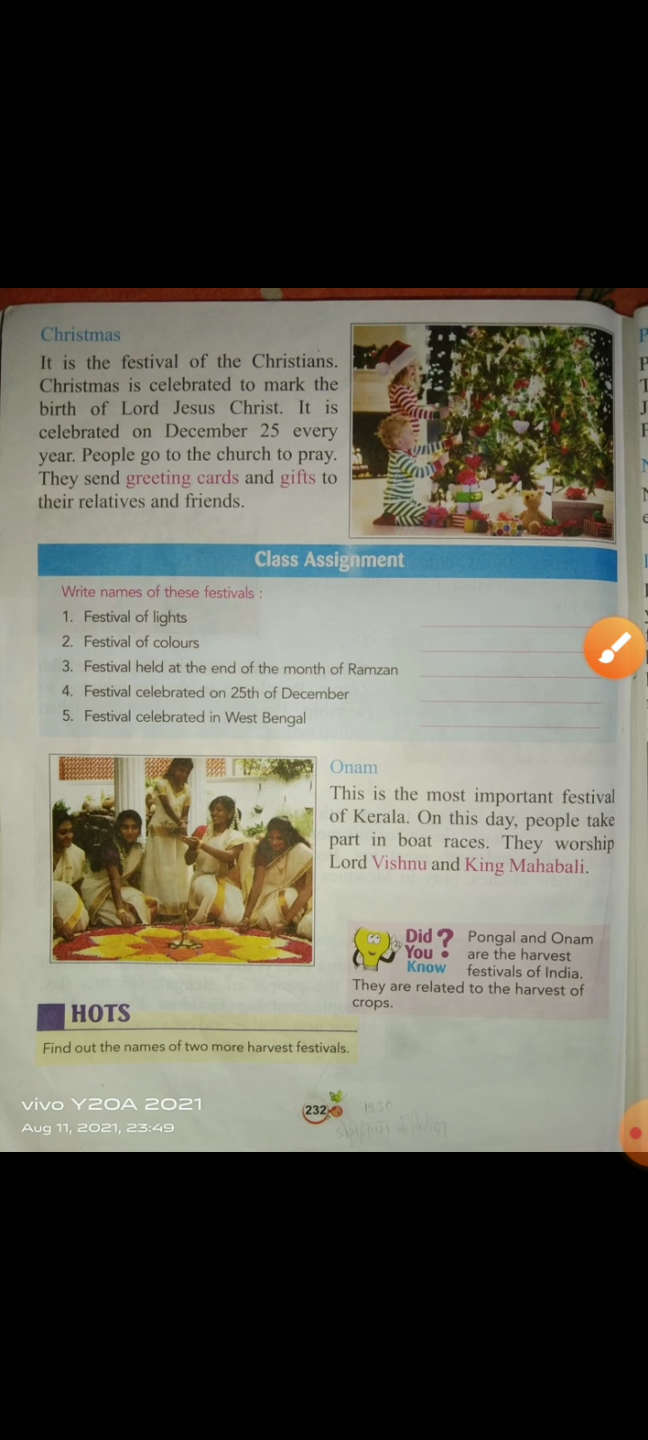 Christmas
It is the festival of the Christians.
Christmas is celebrated to mark the
birth of Lord Jesus Christ. It is
celebrated on December 25 every
year. People go to the church to pray.
They send greeting cards and gifts to
their relatives and friends.
Class Assignment
Write names of these festivals :
1. Festival of lights
2. Festival of colours
3. Festival held at the end of the month of Ramzan
4. Festival celebrated on 25th of December
5. Festival celebrated in West Bengal
Onam
This is the most important festival
of Kerala. On this day, people take
part in boat races. They worship
Lord Vishnu and King Mahabali.
Did You Know ?
Pongal and Onam
are the harvest
festivals of India.
They are related to the harvest of
crops.
HOTS
Find out the names of two more harvest festivals.
232
vivo Y20A 2021
Aug 11, 2021, 23:49